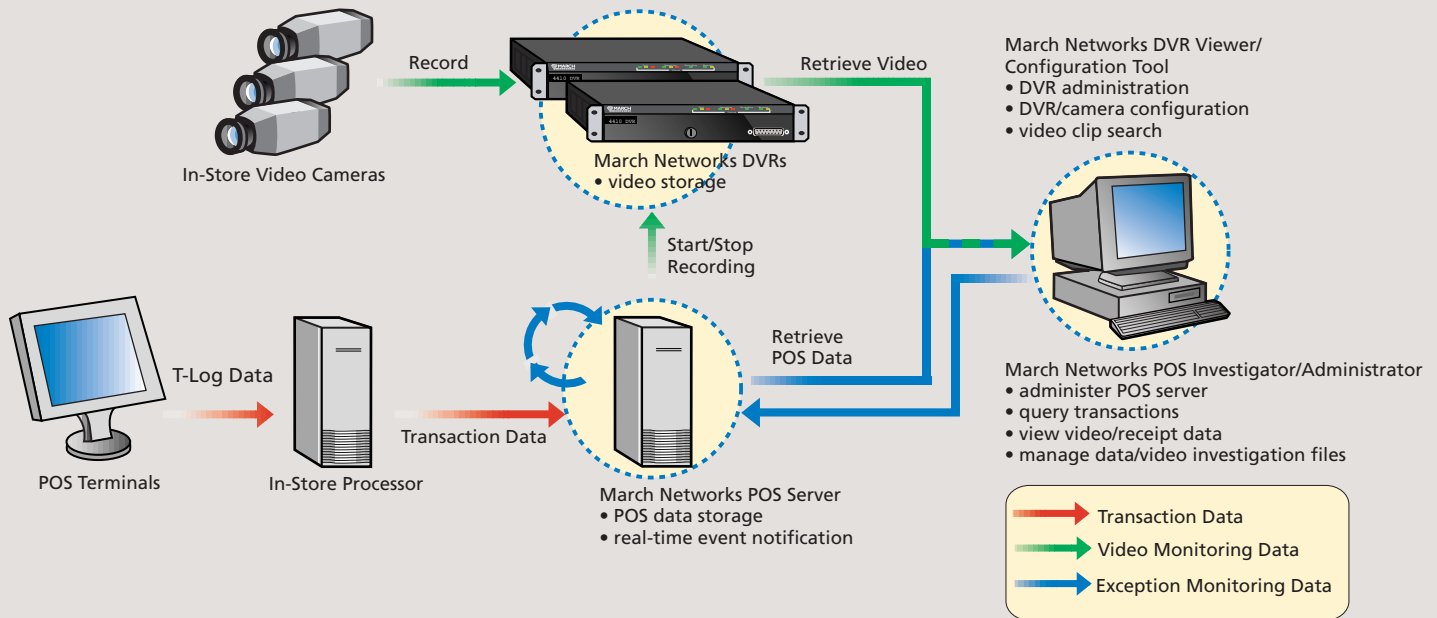 Record
Retrieve Video
March Networks DVR Viewer/
Configuration Tool
• DVR administration
• DVR/camera configuration
• video clip search
MARCH
4410 DVR
MARCH
4410 DVR
In-Store Video Cameras
March Networks DVRs
• video storage
Start/Stop
Recording
Retrieve
POS Data
T-Log Data
Transaction Data
POS Terminals
In-Store Processor
March Networks POS Server
• POS data storage
• real-time event notification
March Networks POS Investigator/Administrator
• administer POS server
• query transactions
• view video/receipt data
• manage data/video investigation files
Transaction Data
Video Monitoring Data
Exception Monitoring Data